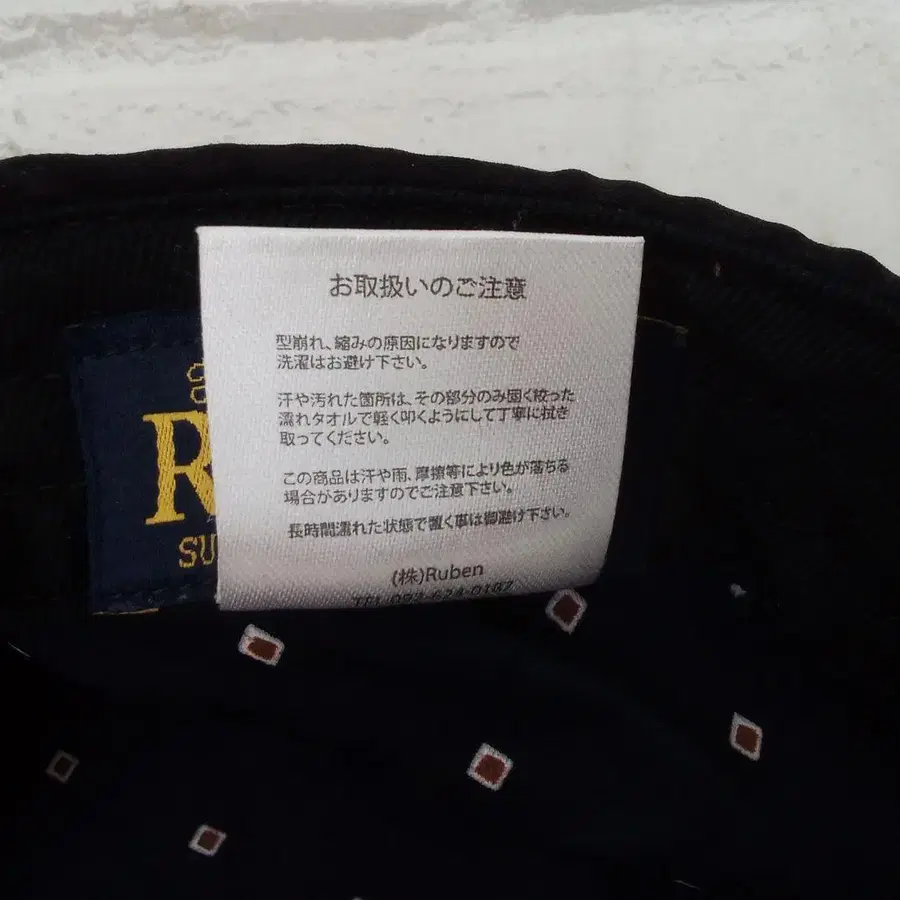 お取扱いのご注意
型崩れ、縮みの原因になりますので
洗濯はお避け下さい。
汗や汚れた箇所は、その部分のみ固く絞った
濡れタオルで軽く叩くようにして丁寧に拭き
取ってください。
この商品は汗や雨、摩擦等により色が落ちる
場合がありますのでご注意下さい。
長時間濡れた状態で置く事は御避け下さい。
(株)Ruben
R
SU